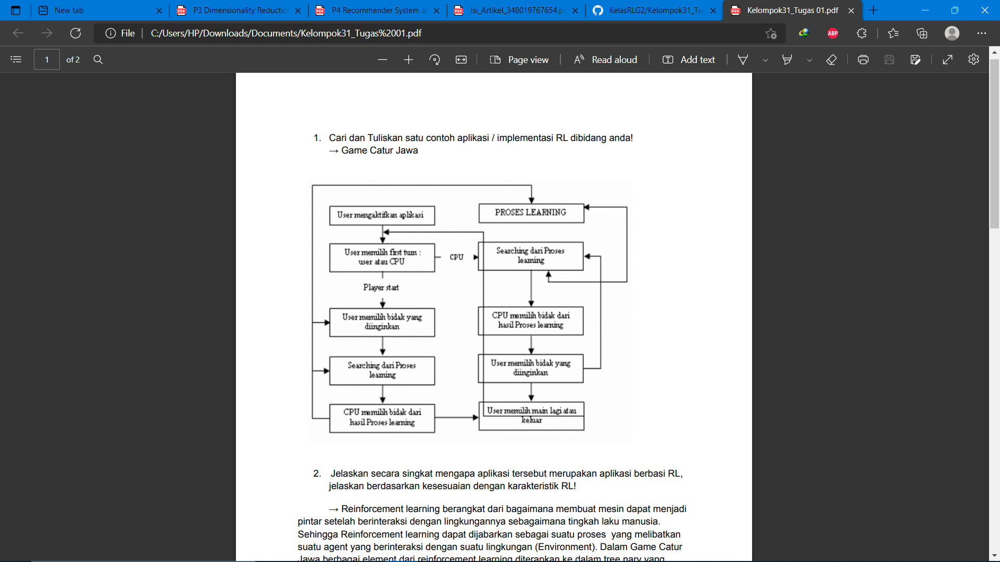 New tab
P3 Dimensionality Reductio
P4 Recommender System a
Isi_Artikel_348019767654.p
KelasRLG2/Kelompok31_Tu
Kelompok31_Tugas 01.pdf
File
C:/Users/HP/Downloads/Documents/Kelompok31_Tugas%2001.pdf
ABP
1 of 2
Page view
Read aloud
Add text
1. Cari dan Tuliskan satu contoh aplikasi / implementasi RL dibidang anda!
→ Game Catur Jawa
User mengaktifkan aplikasi
PROSES LEARNING
User memilih first turn :
user atau CPU
CPU
Searching dari Proses
learning
Player start
User memilih bidak yang
diinginkan
CPU memilih bidak dari
hasil Proses learning
Searching dari Proses
learning
User memilih bidak yang
diinginkan
CPU memilih bidak dari
hasil Proses learning
User memilih main lagi atau
keluar
2. Jelaskan secara singkat mengapa aplikasi tersebut merupakan aplikasi berbasi RL,
jelaskan berdasarkan kesesuaian dengan karakteristik RL!
→ Reinforcement learning berangkat dari bagaimana membuat mesin dapat menjadi
pintar setelah berinteraksi dengan lingkungannya sebagaimana tingkah laku manusia.
Sehingga Reinforcement learning dapat dijabarkan sebagai suatu proses yang melibatkan
suatu agent yang berinteraksi dengan suatu lingkungan (Environment). Dalam Game Catur
Jawa berbagai element dari reinforcement learning diterapkan ke dalam tree nary yang